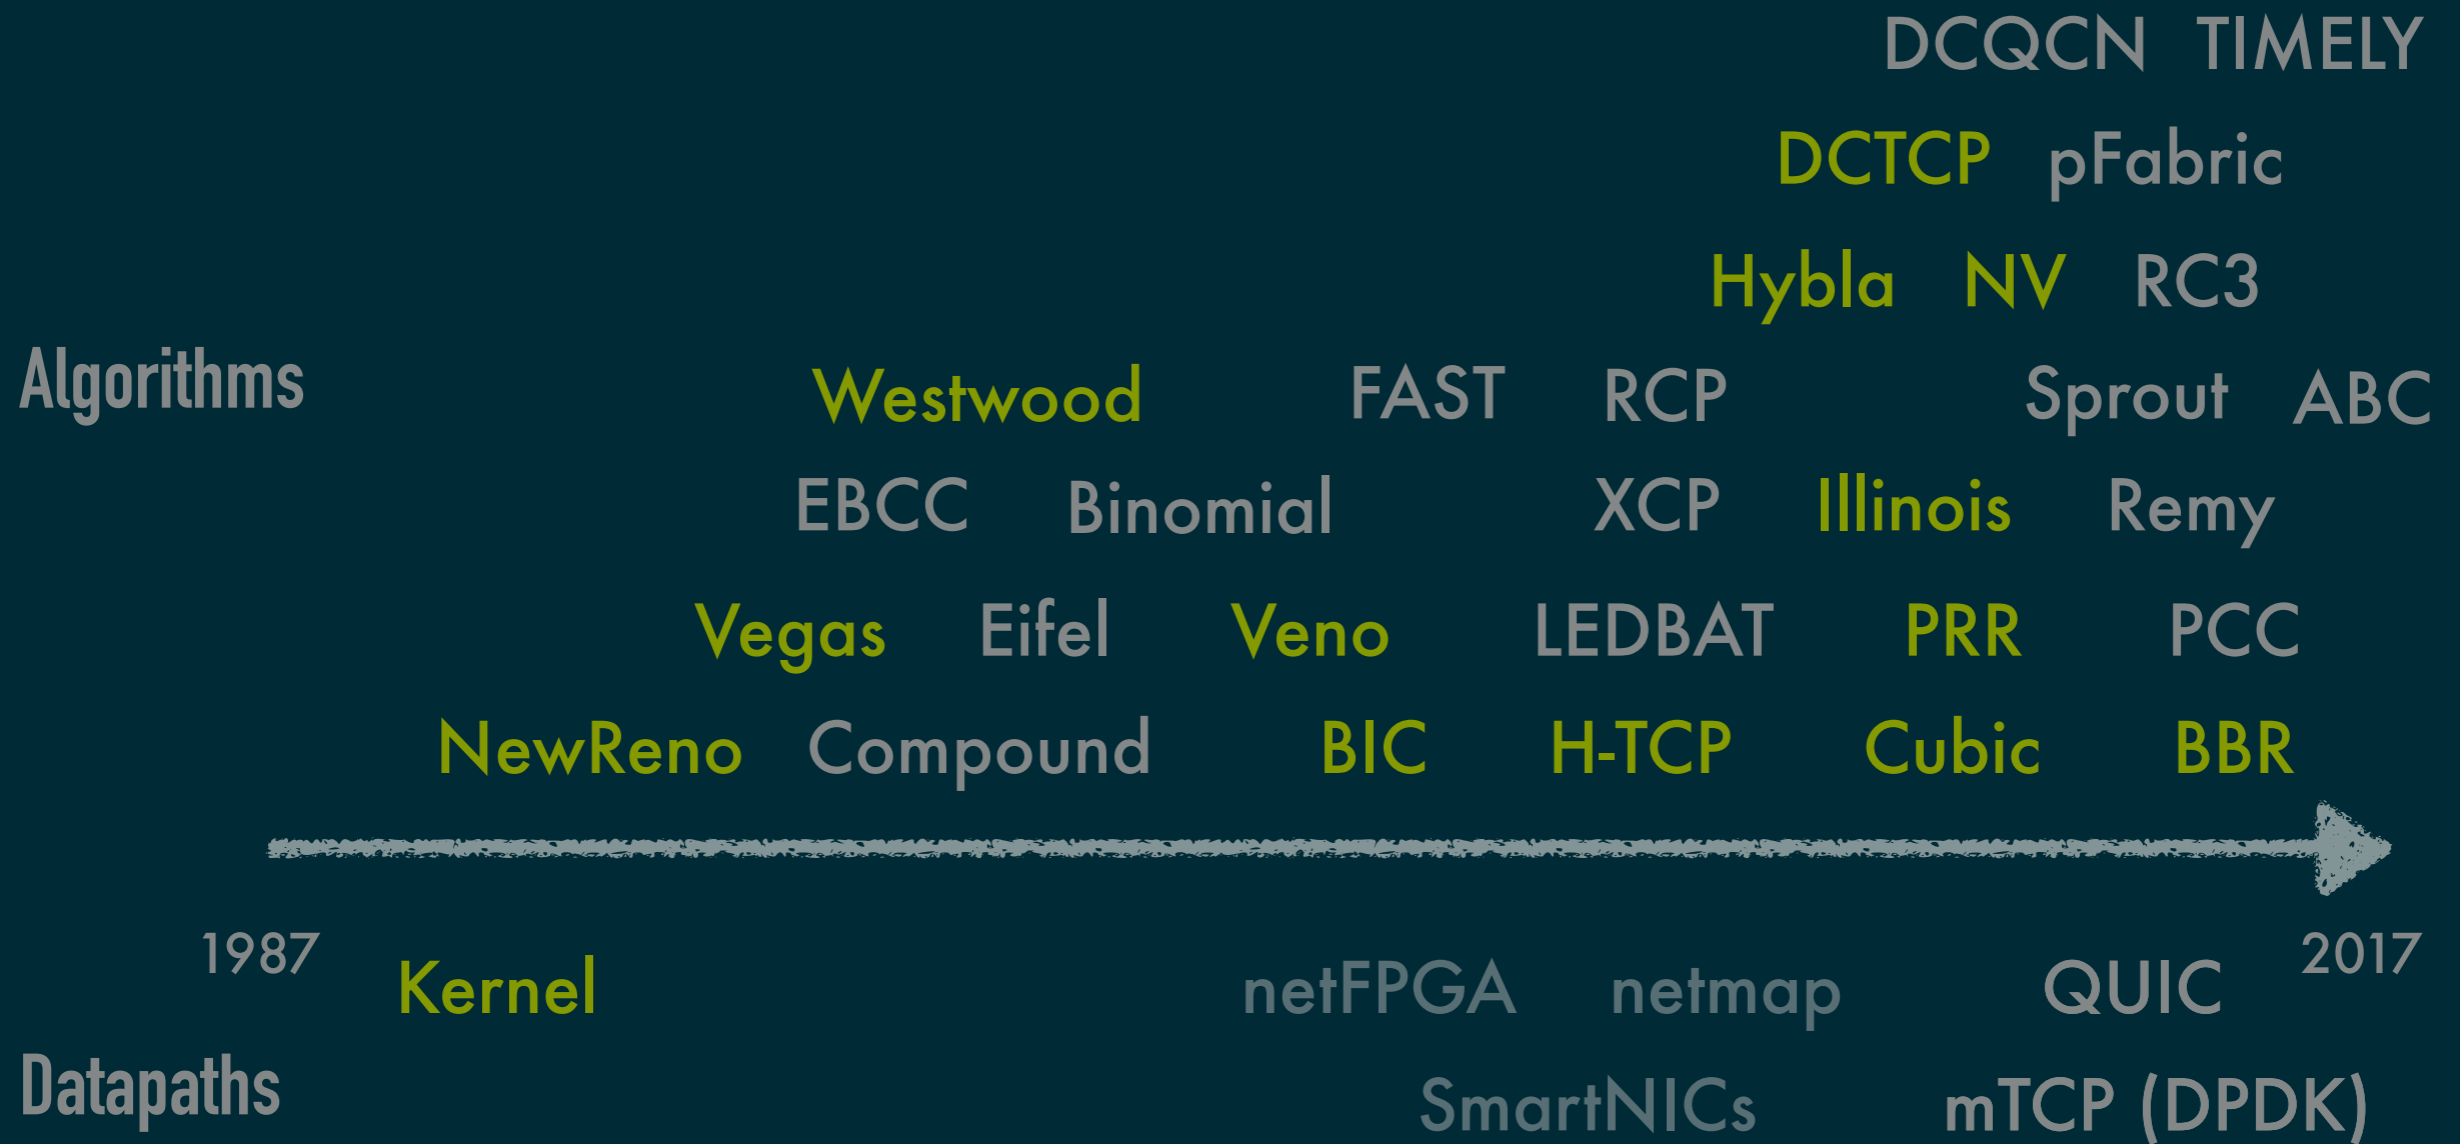 DCQCN TIMELY
DCTCP pFabric
Hybla NV RC3
Algorithms Westwood FAST RCP Sprout ABC
EBCC Binomial XCP Illinois Remy
Vegas Eifel Veno LEDBAT PRR PCC
NewReno Compound BIC H-TCP Cubic BBR
1987 2017
Kernel netFPGA netmap QUIC
Datapaths SmartNICs mTCP (DPDK)